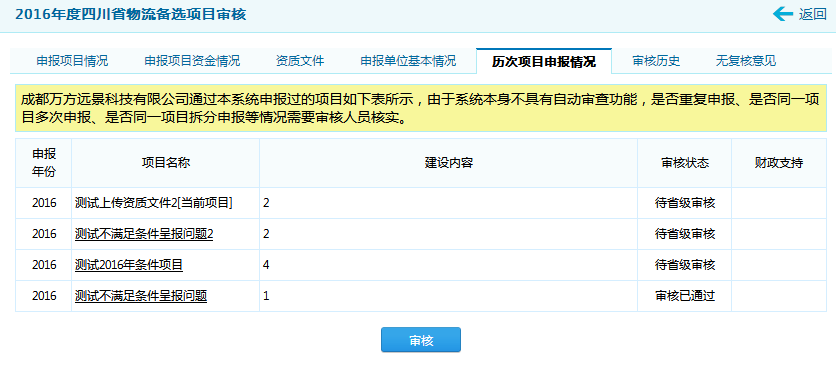 2016年度四川省物流备选项目审核
返回
申报项目情况
申报项目资金情况
资质文件
申报单位基本情况
历次项目申报情况
审核历史
无复核意见
成都万方远景科技有限公司通过本系统申报过的项目如下表所示，由于系统本身不具有自动审查功能，是否重复申报、是否同一项
目多次申报、是否同一项目拆分申报等情况需要审核人员核实。
申报
年份
项目名称
建设内容
审核状态
财政支持
2016 测试上传资质文件2[当前项目] 2 待省级审核
2016 测试不满足条件呈报问题2 2 待省级审核
2016 测试2016年条件项目 4 待省级审核
2016 测试不满足条件呈报问题 1 审核已通过
审核